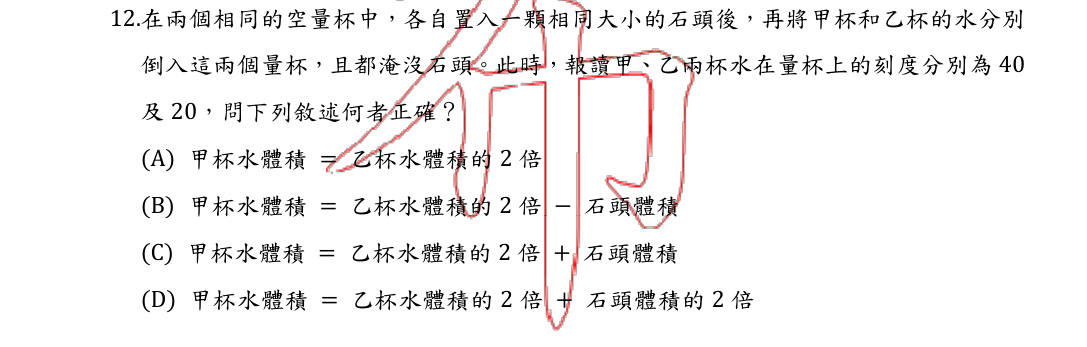 12.在兩個相同的空量杯中，各自置入一顆相同大小的石頭後，再將甲杯和乙杯的水分別
倒入這兩個量杯，且都淹沒石頭。此時，報讀甲、乙兩杯水在量杯上的刻度分別為 40
及 20，問下列敘述何者正確？
(A) 甲杯水體積 = 乙杯水體積的 2 倍
(B) 甲杯水體積 = 乙杯水體積的 2 倍 − 石頭體積
(C) 甲杯水體積 = 乙杯水體積的 2 倍 + 石頭體積
(D) 甲杯水體積 = 乙杯水體積的 2 倍 + 石頭體積的 2 倍